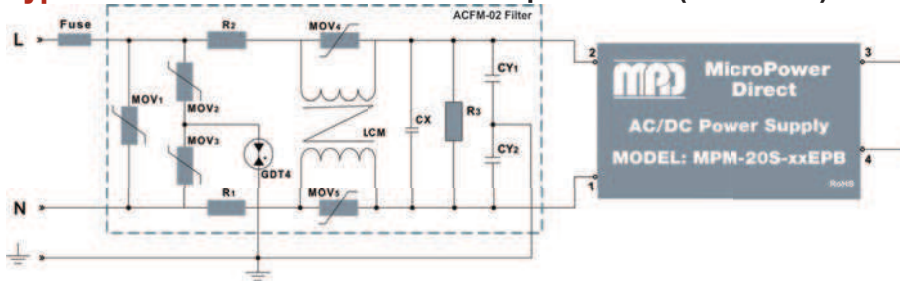 ACFM-02 Filter
L
Fuse
R2
MOV4
MOV1
MOV2
MOV3
GDT4
LCM
CX
R3
CY1
CY2
N
R1
MOV5
2
1
3
4
MPD
MicroPower
Direct
AC/DC Power Supply
MODEL: MPM-20S-xxEPB
RoHS